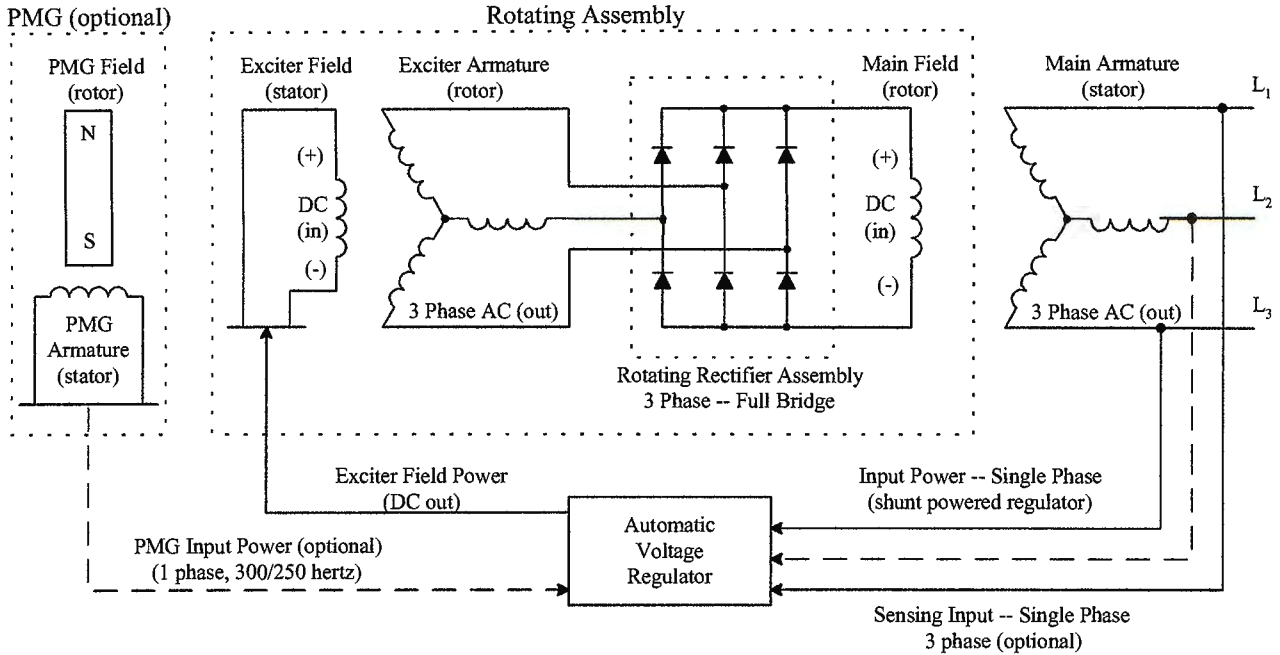 PMG (optional)
Rotating Assembly
PMG Field
(rotor)
N
S
PMG
Armature
(stator)
Exciter Field
(stator)
(+)
DC
(in)
(-)
Exciter Armature
(rotor)
3 Phase AC (out)
Main Field
(rotor)
(+)
DC
(in)
(-)
Rotating Rectifier Assembly
3 Phase -- Full Bridge
Main Armature
(stator)
3 Phase AC (out)
L₁
L₂
L₃
Exciter Field Power
(DC out)
Input Power -- Single Phase
(shunt powered regulator)
Automatic
Voltage
Regulator
PMG Input Power (optional)
(1 phase, 300/250 hertz)
Sensing Input -- Single Phase
3 phase (optional)